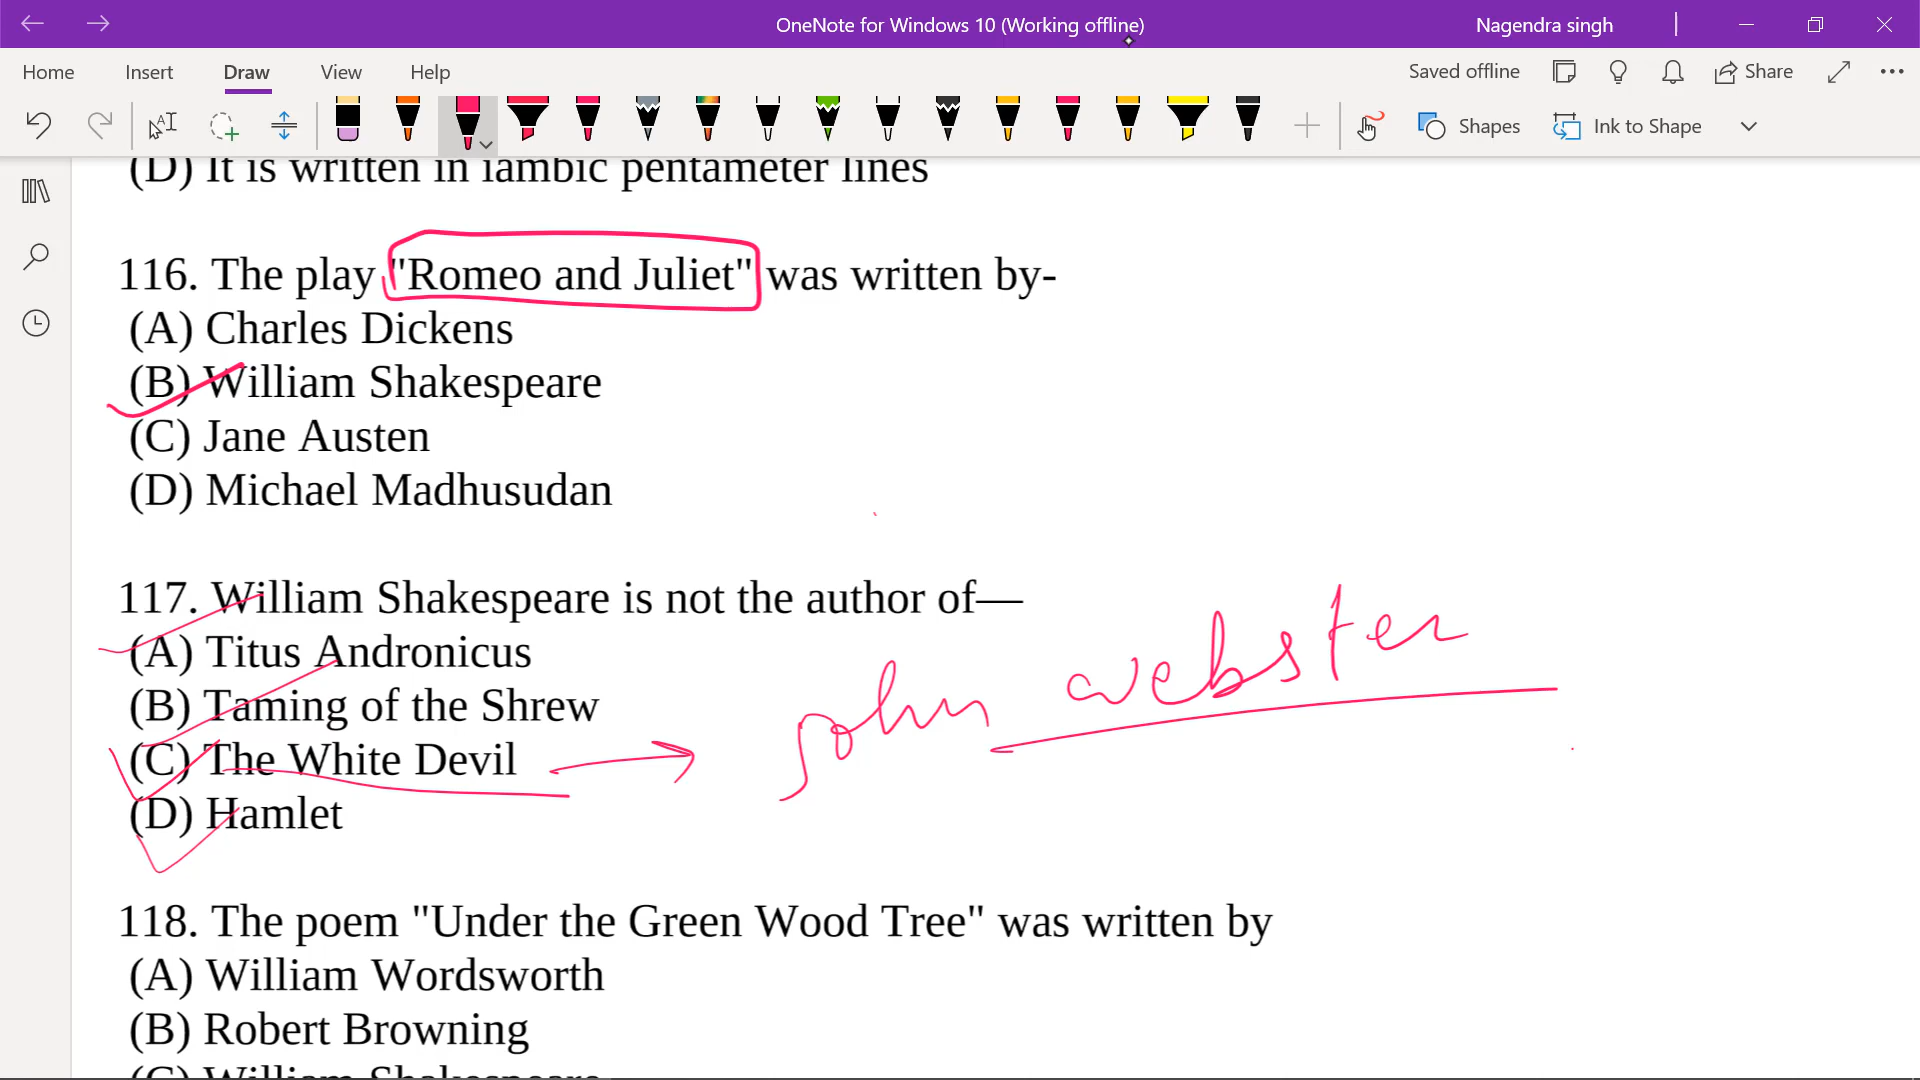 OneNote for Windows 10 (Working offline)
Nagendra singh
Home Insert Draw View Help
Saved offline
Share
Shapes
Ink to Shape
(D) It is written in iambic pentameter lines
116. The play "Romeo and Juliet" was written by-
(A) Charles Dickens
(B) William Shakespeare
(C) Jane Austen
(D) Michael Madhusudan
117. William Shakespeare is not the author of—
(A) Titus Andronicus
(B) Taming of the Shrew
(C) The White Devil
john webster
(D) Hamlet
118. The poem "Under the Green Wood Tree" was written by
(A) William Wordsworth
(B) Robert Browning
(C) William Shakespeare